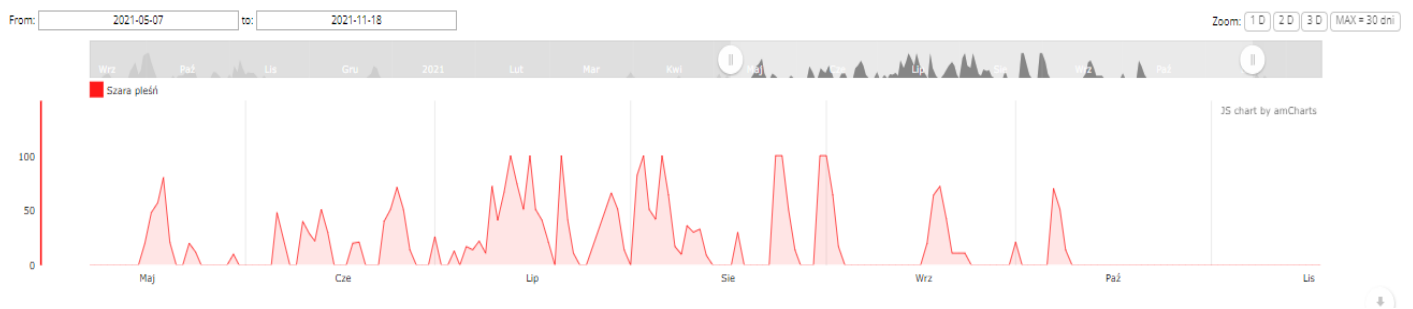 From: 2021-05-07 to: 2021-11-18 Zoom: 1 D 2 D 3 D MAX = 30 dni
Wrz Paź Lis Gru 2021 Lut Mar Kwi Maj Cze Lip Sie Wrz Paź
Szara pleśń
JS chart by amCharts
100
50
0
Maj Cze Lip Sie Wrz Paź Lis